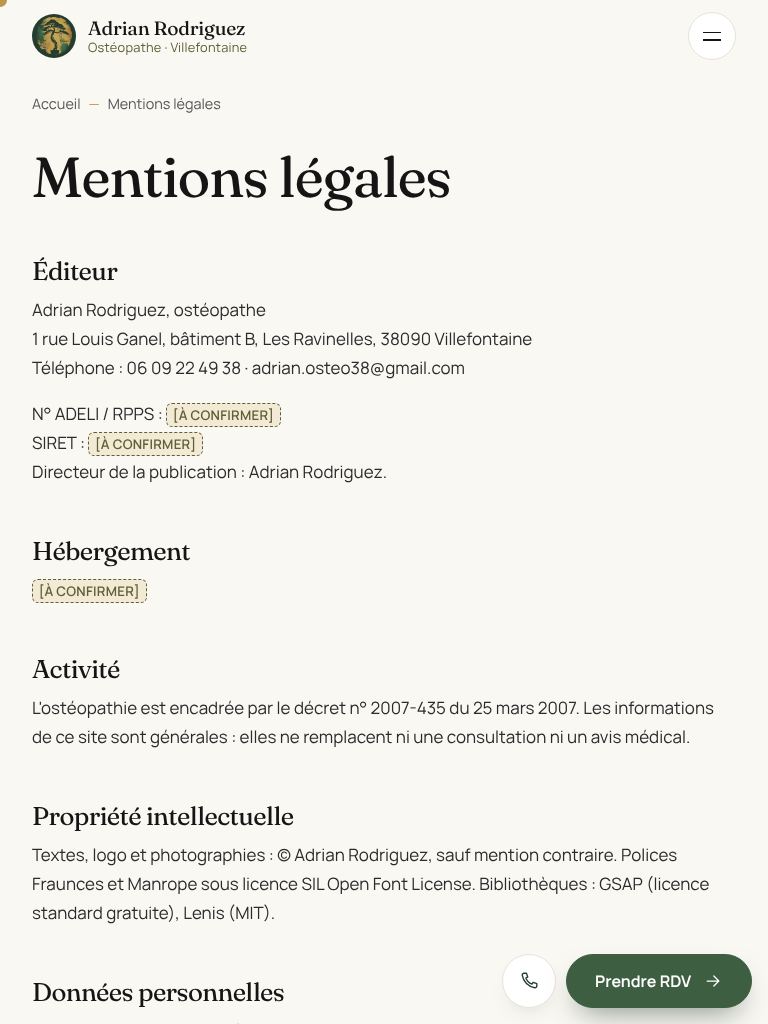 Adrian Rodriguez
Ostéopathe · Villefontaine
Accueil — Mentions légales
Mentions légales
Éditeur
Adrian Rodriguez, ostéopathe
1 rue Louis Ganel, bâtiment B, Les Ravinelles, 38090 Villefontaine
Téléphone : 06 09 22 49 38 · adrian.osteo38@gmail.com
N° ADELI / RPPS : [À CONFIRMER]
SIRET : [À CONFIRMER]
Directeur de la publication : Adrian Rodriguez.
Hébergement
[À CONFIRMER]
Activité
L'ostéopathie est encadrée par le décret n° 2007-435 du 25 mars 2007. Les informations
de ce site sont générales : elles ne remplacent ni une consultation ni un avis médical.
Propriété intellectuelle
Textes, logo et photographies : © Adrian Rodriguez, sauf mention contraire. Polices
Fraunces et Manrope sous licence SIL Open Font License. Bibliothèques : GSAP (licence
standard gratuite), Lenis (MIT).
Données personnelles
Prendre RDV →